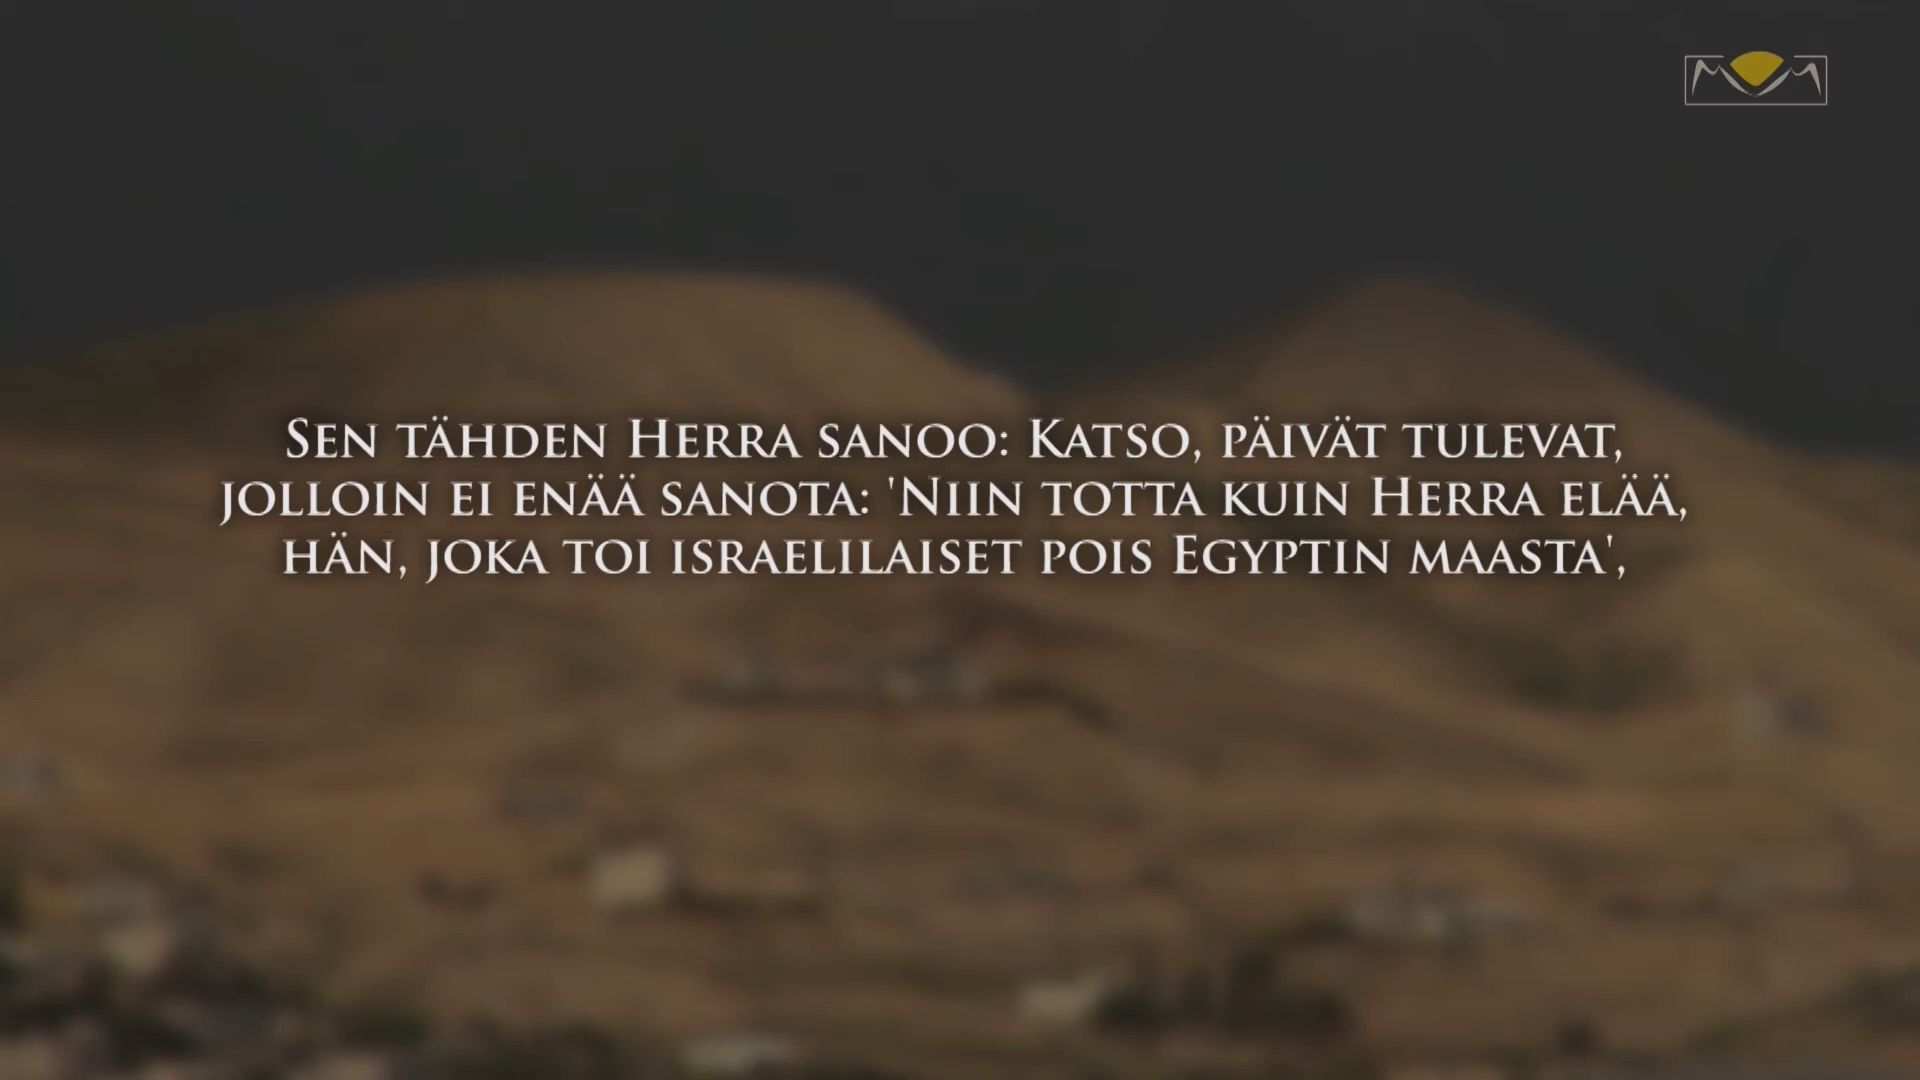 Sen tähden Herra sanoo: Katso, päivät tulevat,
jolloin ei enää sanota: 'Niin totta kuin Herra elää,
hän, joka toi israelilaiset pois Egyptin maasta',